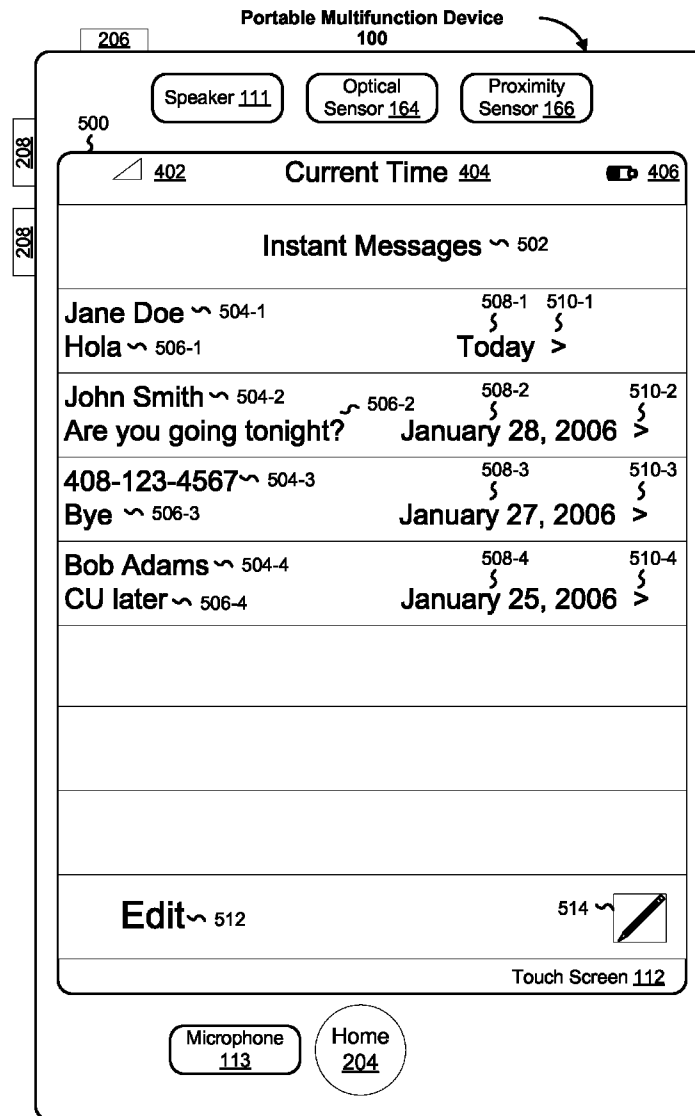 Portable Multifunction Device
100
206
Speaker 111
Optical
Sensor 164
Proximity
Sensor 166
208
208
500
402
Current Time 404
406
Instant Messages 502
Jane Doe 504-1
508-1 510-1
Hola 506-1
Today >
John Smith 504-2
506-2
508-2
510-2
Are you going tonight?
January 28, 2006 >
408-123-4567 504-3
508-3
510-3
Bye 506-3
January 27, 2006 >
Bob Adams 504-4
508-4
510-4
CU later 506-4
January 25, 2006 >
Edit 512
514
Touch Screen 112
Microphone
113
Home
204